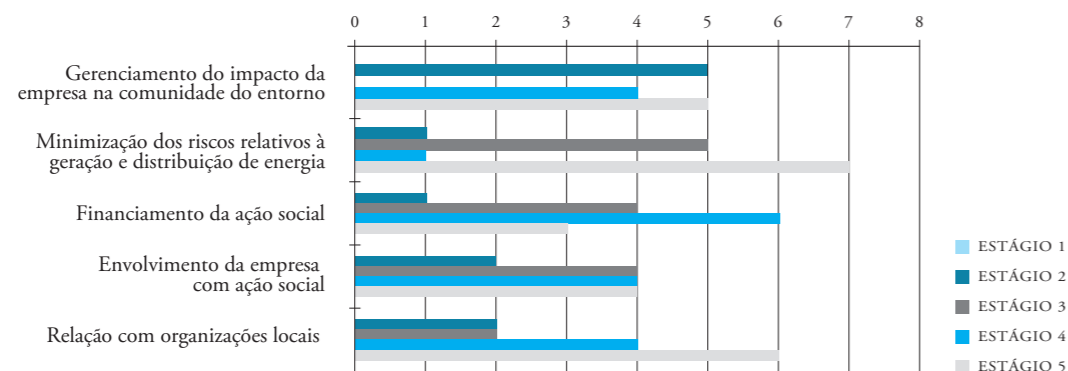 0 1 2 3 4 5 6 7 8
Gerenciamento do impacto da
empresa na comunidade do entorno
Minimização dos riscos relativos à
geração e distribuição de energia
Financiamento da ação social
Envolvimento da empresa
com ação social
Relação com organizações locais
ESTÁGIO 1
ESTÁGIO 2
ESTÁGIO 3
ESTÁGIO 4
ESTÁGIO 5